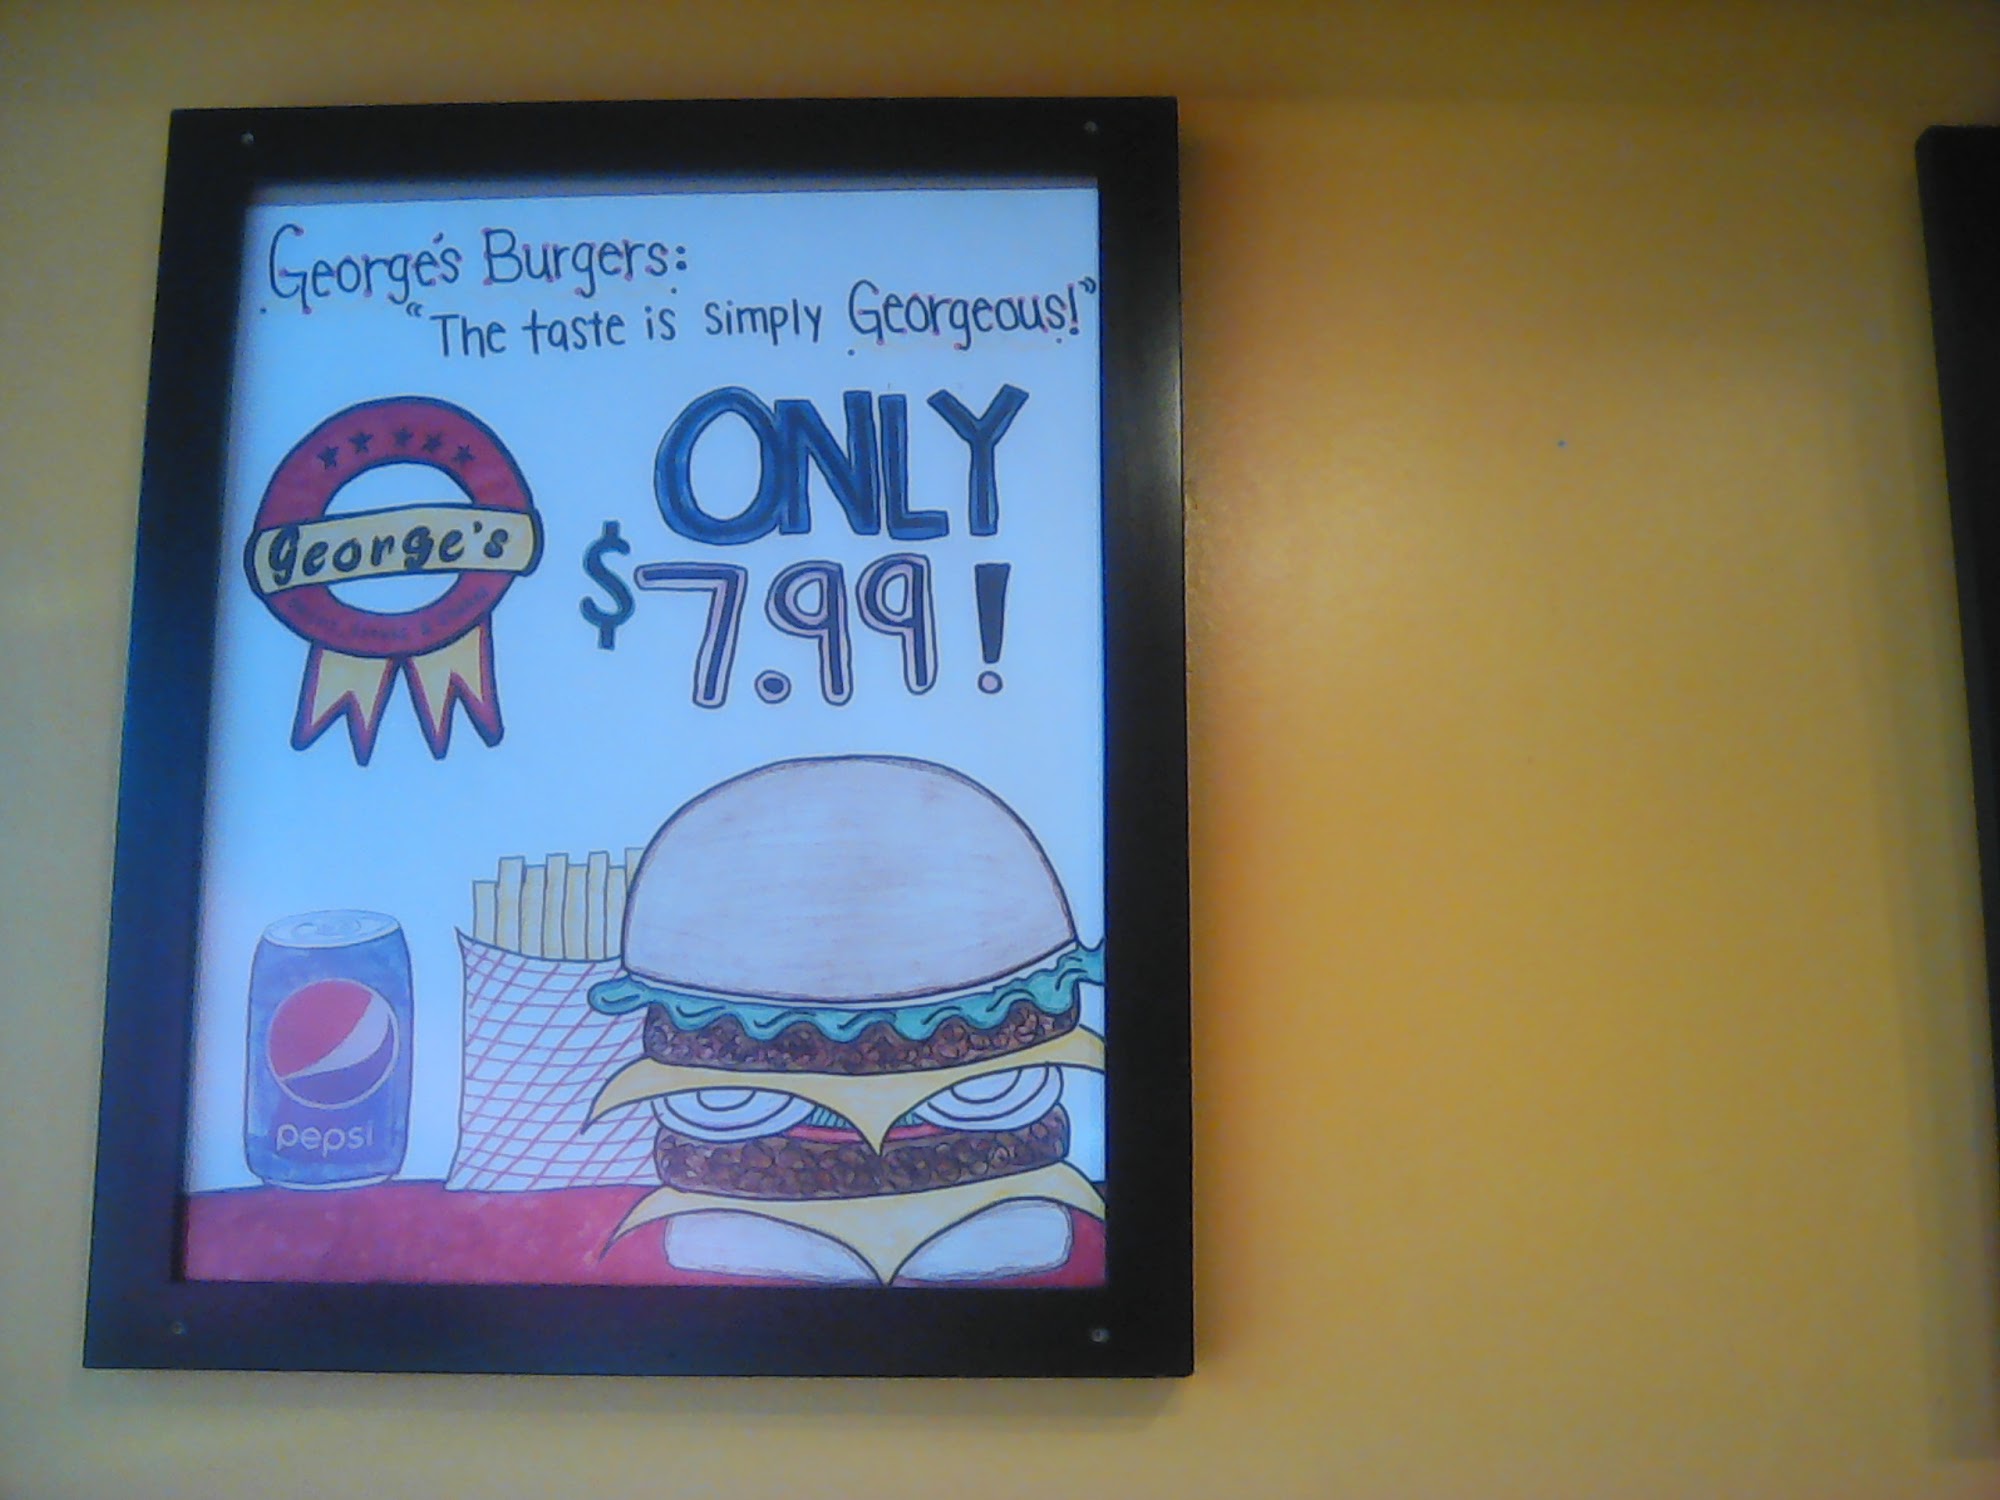 George's Burgers:
"The taste is simply Georgeous!"
ONLY
$7.99!
george's
pepsi